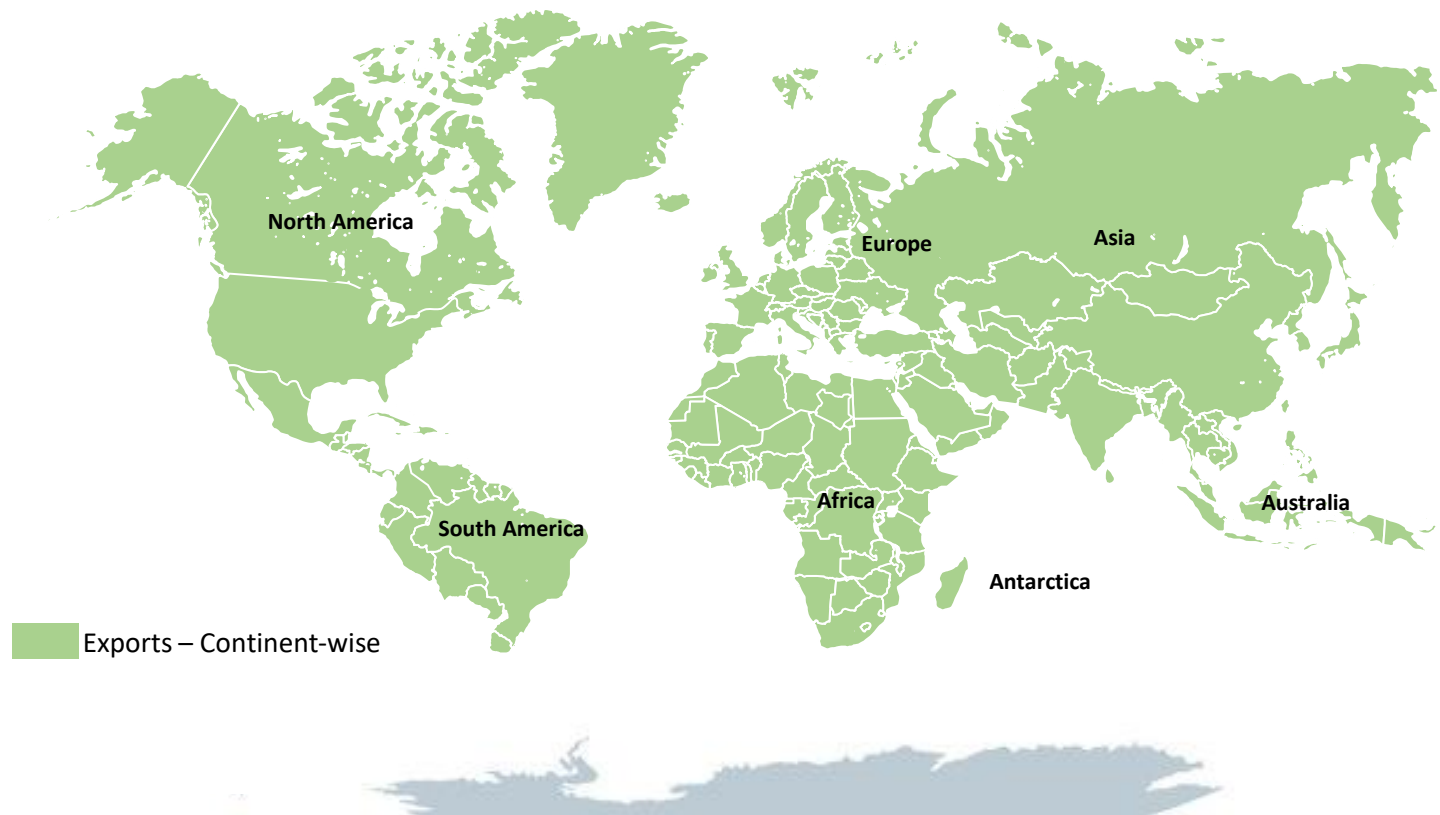 North America
Europe
Asia
South America
Africa
Australia
Antarctica
Exports – Continent-wise